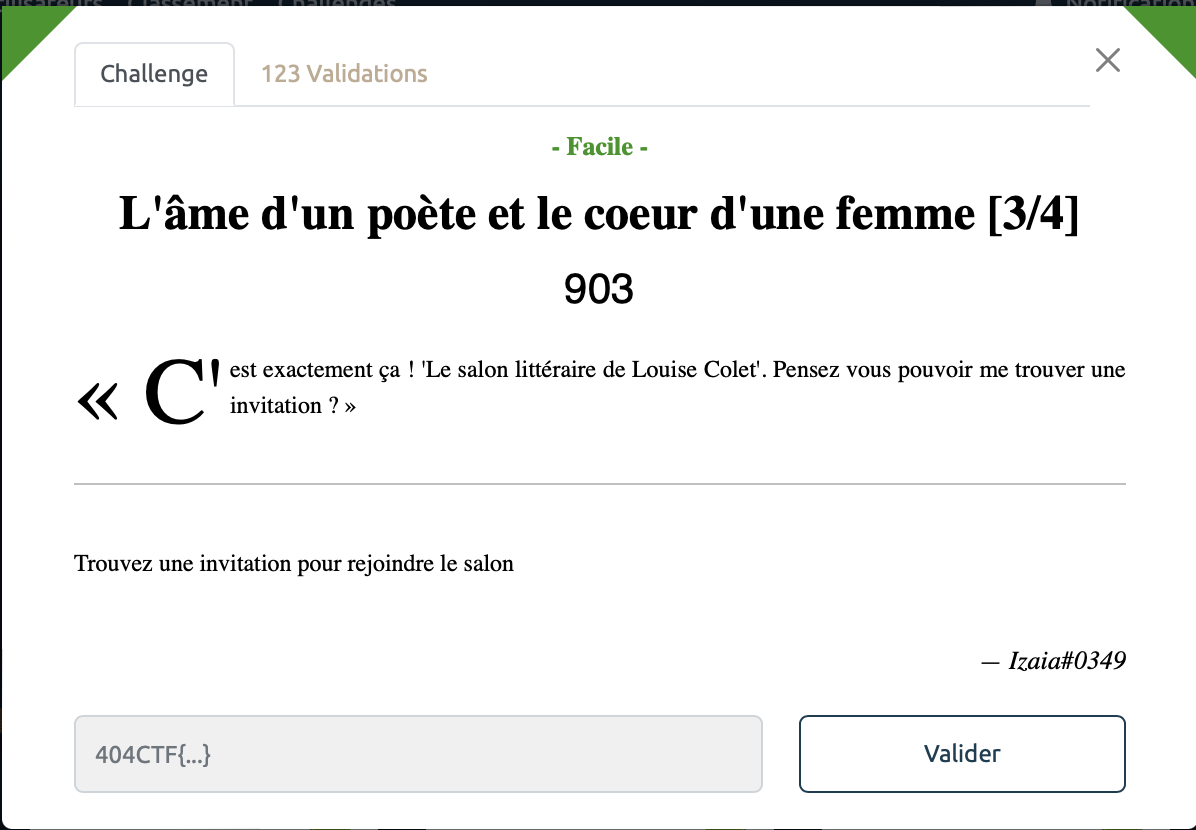 Challenge
123 Validations
- Facile -
L'âme d'un poète et le coeur d'une femme [3/4]
903
« C'est exactement ça ! 'Le salon littéraire de Louise Colet'. Pensez vous pouvoir me trouver une
invitation ? »
Trouvez une invitation pour rejoindre le salon
— Izaia#0349
404CTF{...}
Valider